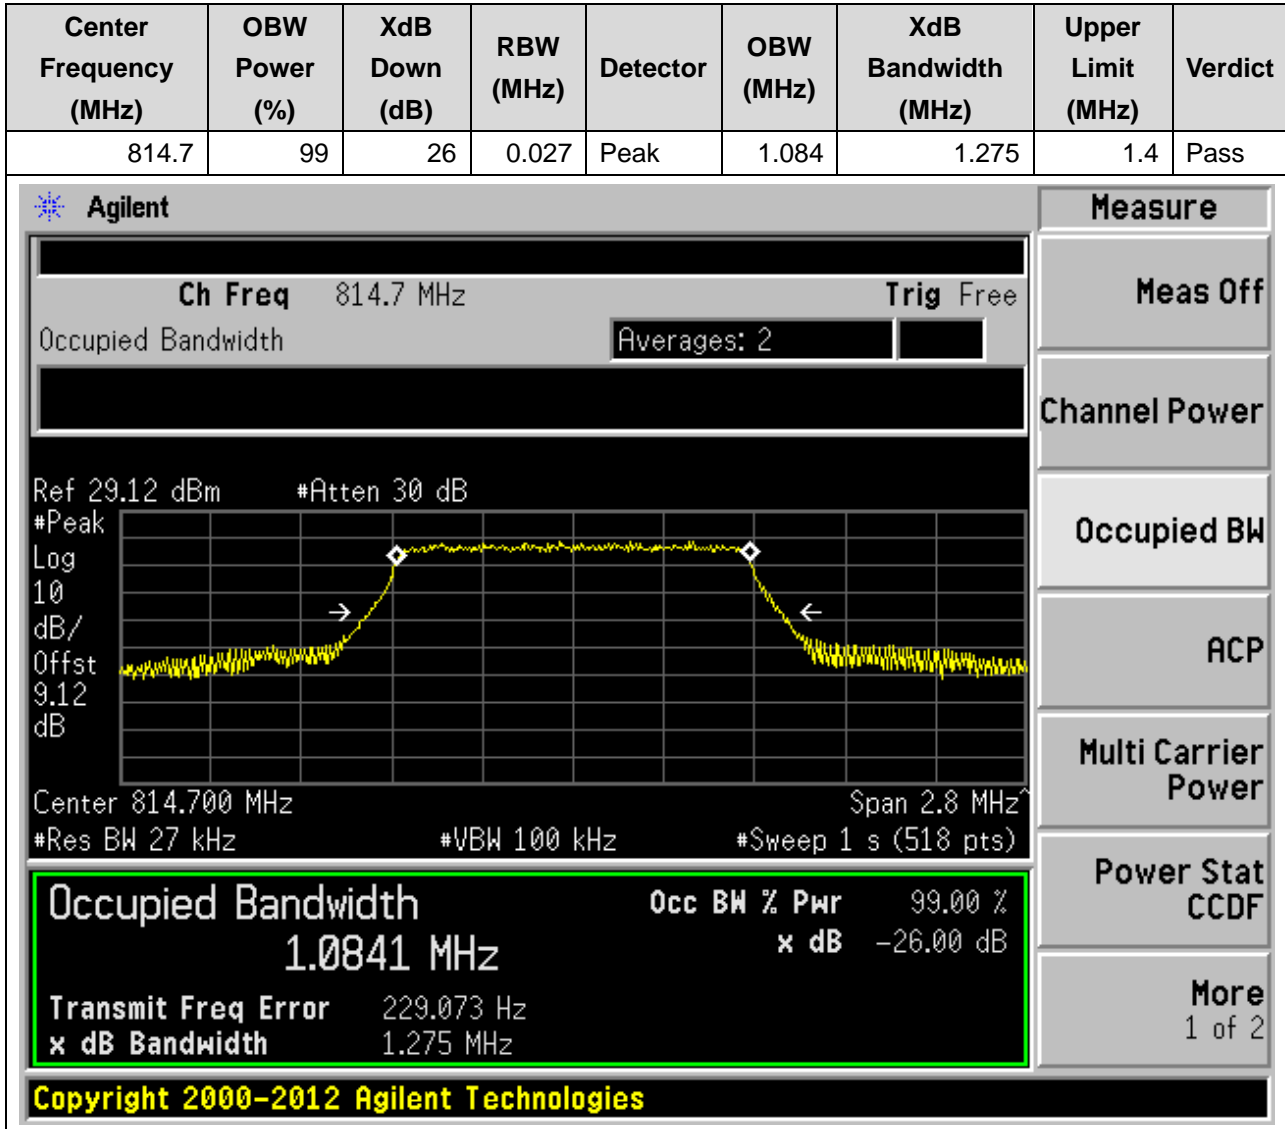 Center Frequency (MHz) OBW Power (%) XdB Down (dB) RBW (MHz) Detector OBW (MHz) XdB Bandwidth (MHz) Upper Limit (MHz) Verdict
814.7 99 26 0.027 Peak 1.084 1.275 1.4 Pass
Agilent Measure
Ch Freq 814.7 MHz Trig Free
Meas Off
Occupied Bandwidth Averages: 2
Channel Power
Ref 29.12 dBm #Atten 30 dB
#Peak
Log
10
dB/
Offst
9.12
dB
Occupied BW
ACP
Multi Carrier
Power
Center 814.700 MHz Span 2.8 MHz^
#Res BW 27 kHz #VBW 100 kHz #Sweep 1 s (518 pts)
Power Stat
CCDF
Occupied Bandwidth Occ BW % Pwr 99.00 %
1.0841 MHz x dB -26.00 dB
Transmit Freq Error 229.073 Hz
x dB Bandwidth 1.275 MHz
More
1 of 2
Copyright 2000-2012 Agilent Technologies